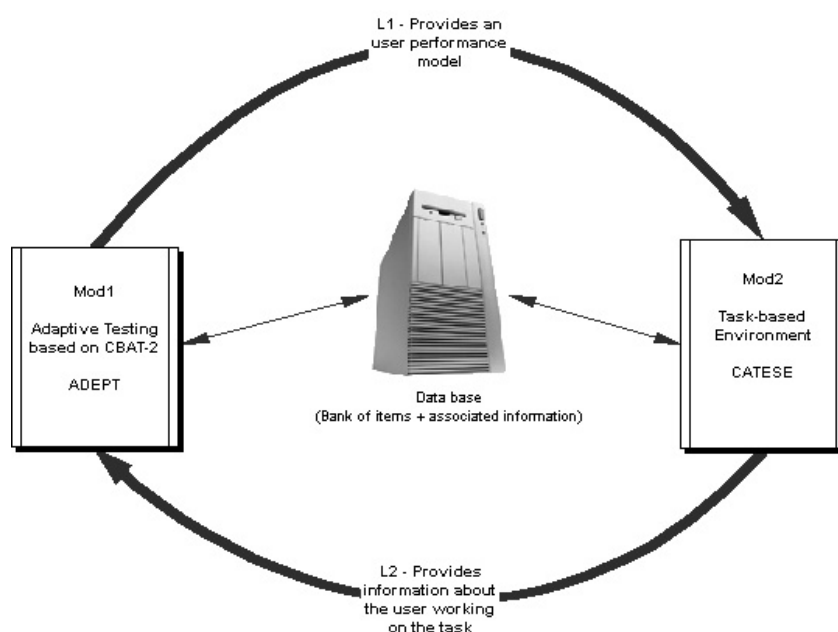 L1 - Provides an
user performance
model
Mod1
Adaptive Testing
based on CBAT-2
ADEPT
Mod2
Task-based
Environment
CATESE
Data base
(Bank of items + associated information)
L2 - Provides
information about
the user working
on the task